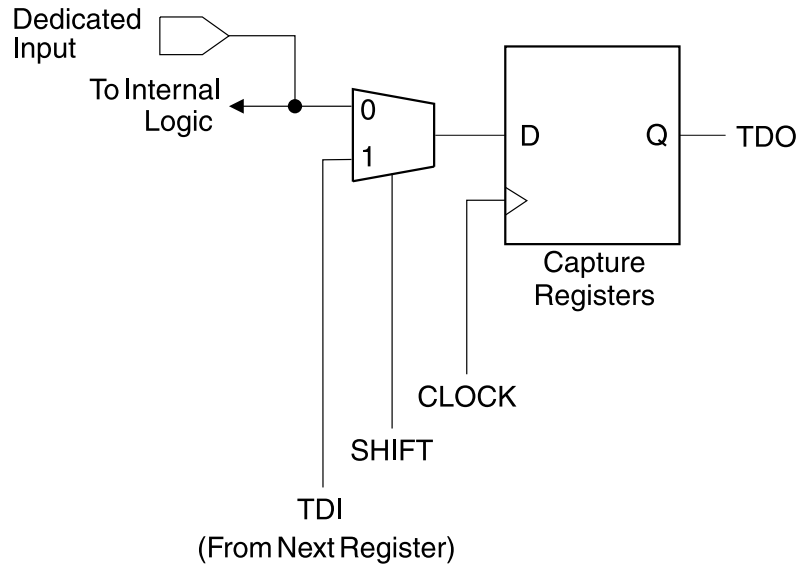 Dedicated
Input
To Internal
Logic
0
1
D
Q
TDO
Capture
Registers
CLOCK
SHIFT
TDI
(From Next Register)